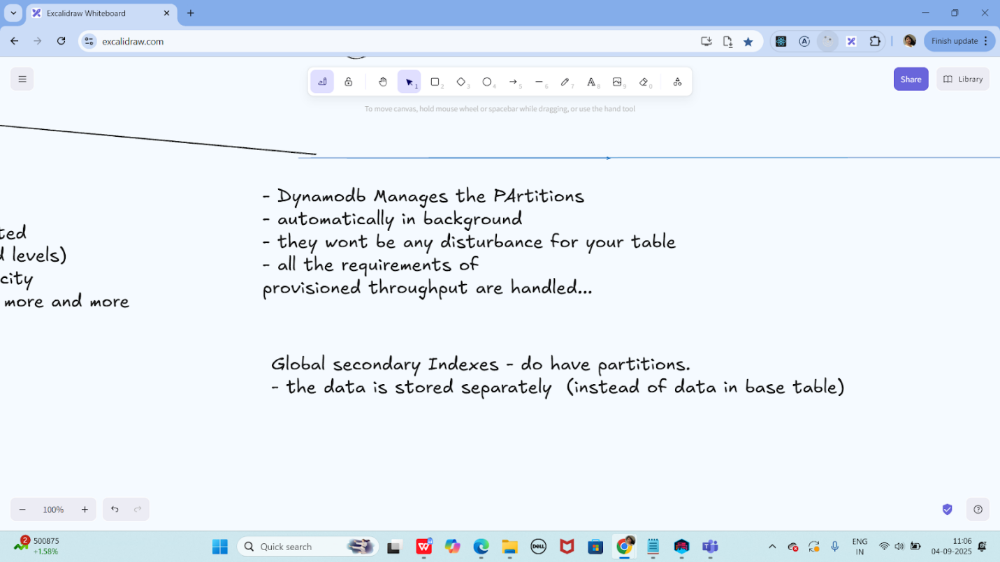 Excalidraw Whiteboard
excalidraw.com
Finish update
1
2
3
4
5
6
7
8
9
0
Share
Library
To move canvas, hold mouse wheel or spacebar while dragging, or use the hand tool
ted
levels)
city
more and more
- Dynamodb Manages the PArtitions
- automatically in background
- they wont be any disturbance for your table
- all the requirements of
provisioned throughput are handled...
Global secondary Indexes - do have partitions.
- the data is stored separately (instead of data in base table)
100%
2
500875
+1.58%
Quick search
DELL
ENG
IN
11:06
04-09-2025